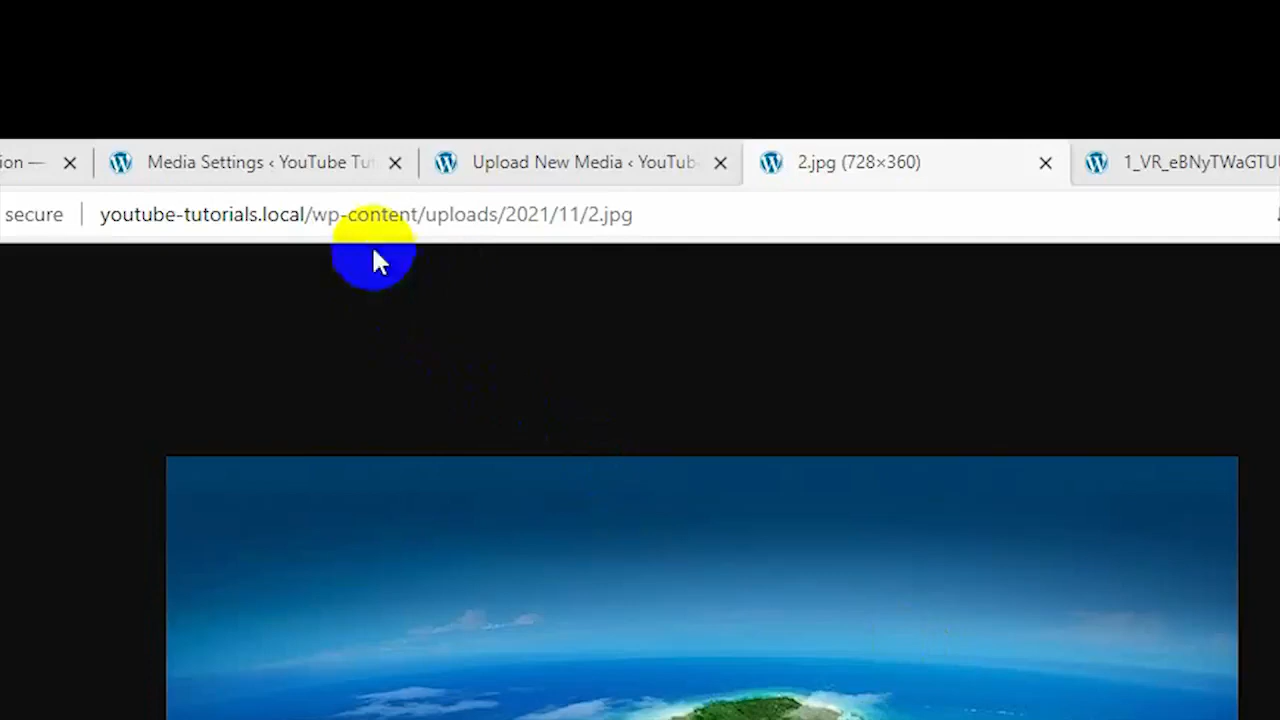 ion — Media Settings ‹ YouTube Tut Upload New Media ‹ YouTub 2.jpg (728×360) 1_VR_eBNyTWaGTU
secure youtube-tutorials.local/wp-content/uploads/2021/11/2.jpg